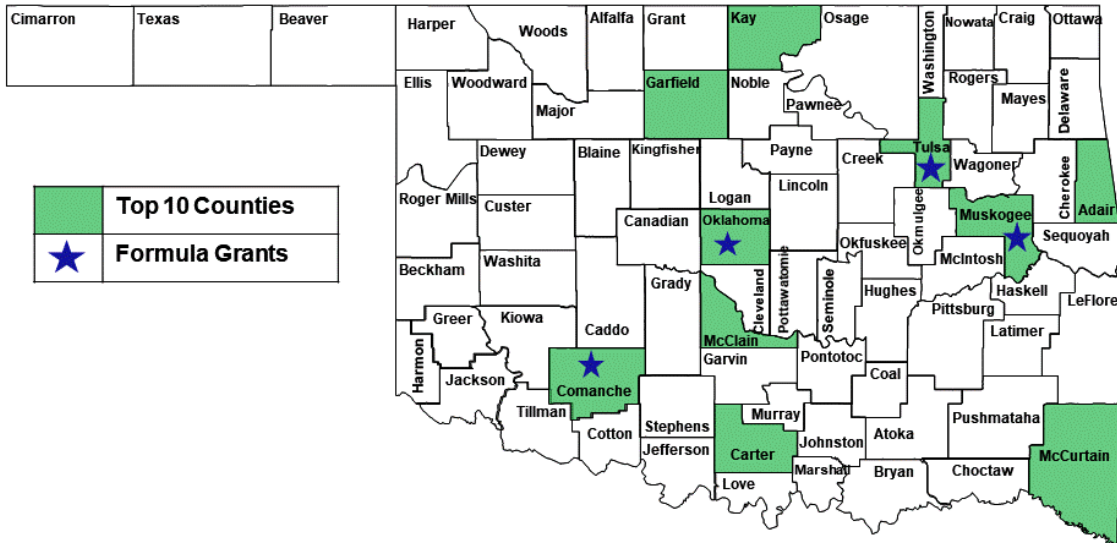 Cimarron
Texas
Beaver
Harper
Woods
Alfalfa
Grant
Kay
Osage
Washington
Nowata
Craig
Ottawa
Ellis
Woodward
Major
Garfield
Noble
Pawnee
Rogers
Mayes
Delaware
Dewey
Blaine
Kingfisher
Logan
Payne
Creek
Tulsa
Wagoner
Cherokee
Adair
Roger Mills
Custer
Canadian
Oklahoma
Lincoln
Okmulgee
Muskogee
Sequoyah
Top 10 Counties
Formula Grants
Beckham
Washita
Grady
Cleveland
Pottawatomie
Seminole
Okfuskee
Hughes
McIntosh
Haskell
LeFlore
Greer
Kiowa
Caddo
McClain
Pittsburg
Latimer
Harmon
Jackson
Comanche
Garvin
Pontotoc
Coal
Tillman
Cotton
Stephens
Murray
Johnston
Atoka
Pushmataha
McCurtain
Jefferson
Carter
Love
Marshall
Bryan
Choctaw